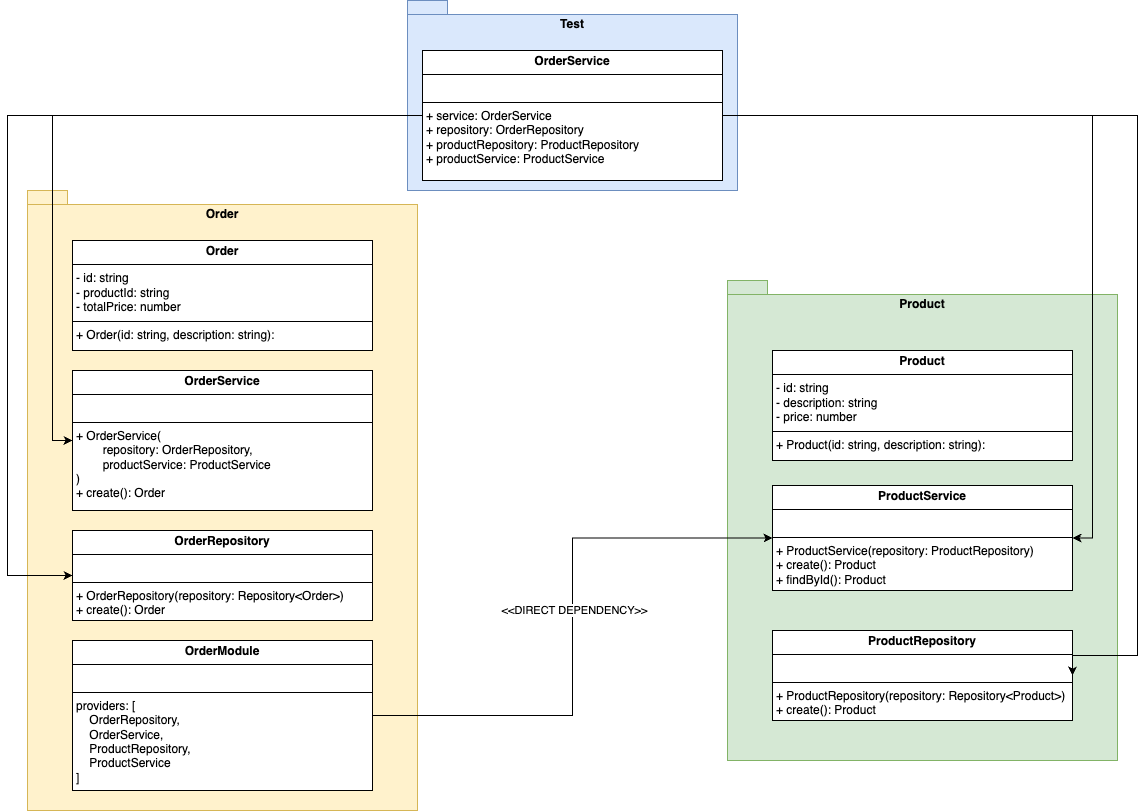 Test
OrderService
+ service: OrderService
+ repository: OrderRepository
+ productRepository: ProductRepository
+ productService: ProductService
Order
Order
- id: string
- productId: string
- totalPrice: number
+ Order(id: string, description: string):
OrderService
+ OrderService(
repository: OrderRepository,
productService: ProductService
)
+ create(): Order
OrderRepository
+ OrderRepository(repository: Repository<Order>)
+ create(): Order
OrderModule
providers: [
OrderRepository,
OrderService,
ProductRepository,
ProductService
]
<<DIRECT DEPENDENCY>>
Product
Product
- id: string
- description: string
- price: number
+ Product(id: string, description: string):
ProductService
+ ProductService(repository: ProductRepository)
+ create(): Product
+ findById(): Product
ProductRepository
+ ProductRepository(repository: Repository<Product>)
+ create(): Product